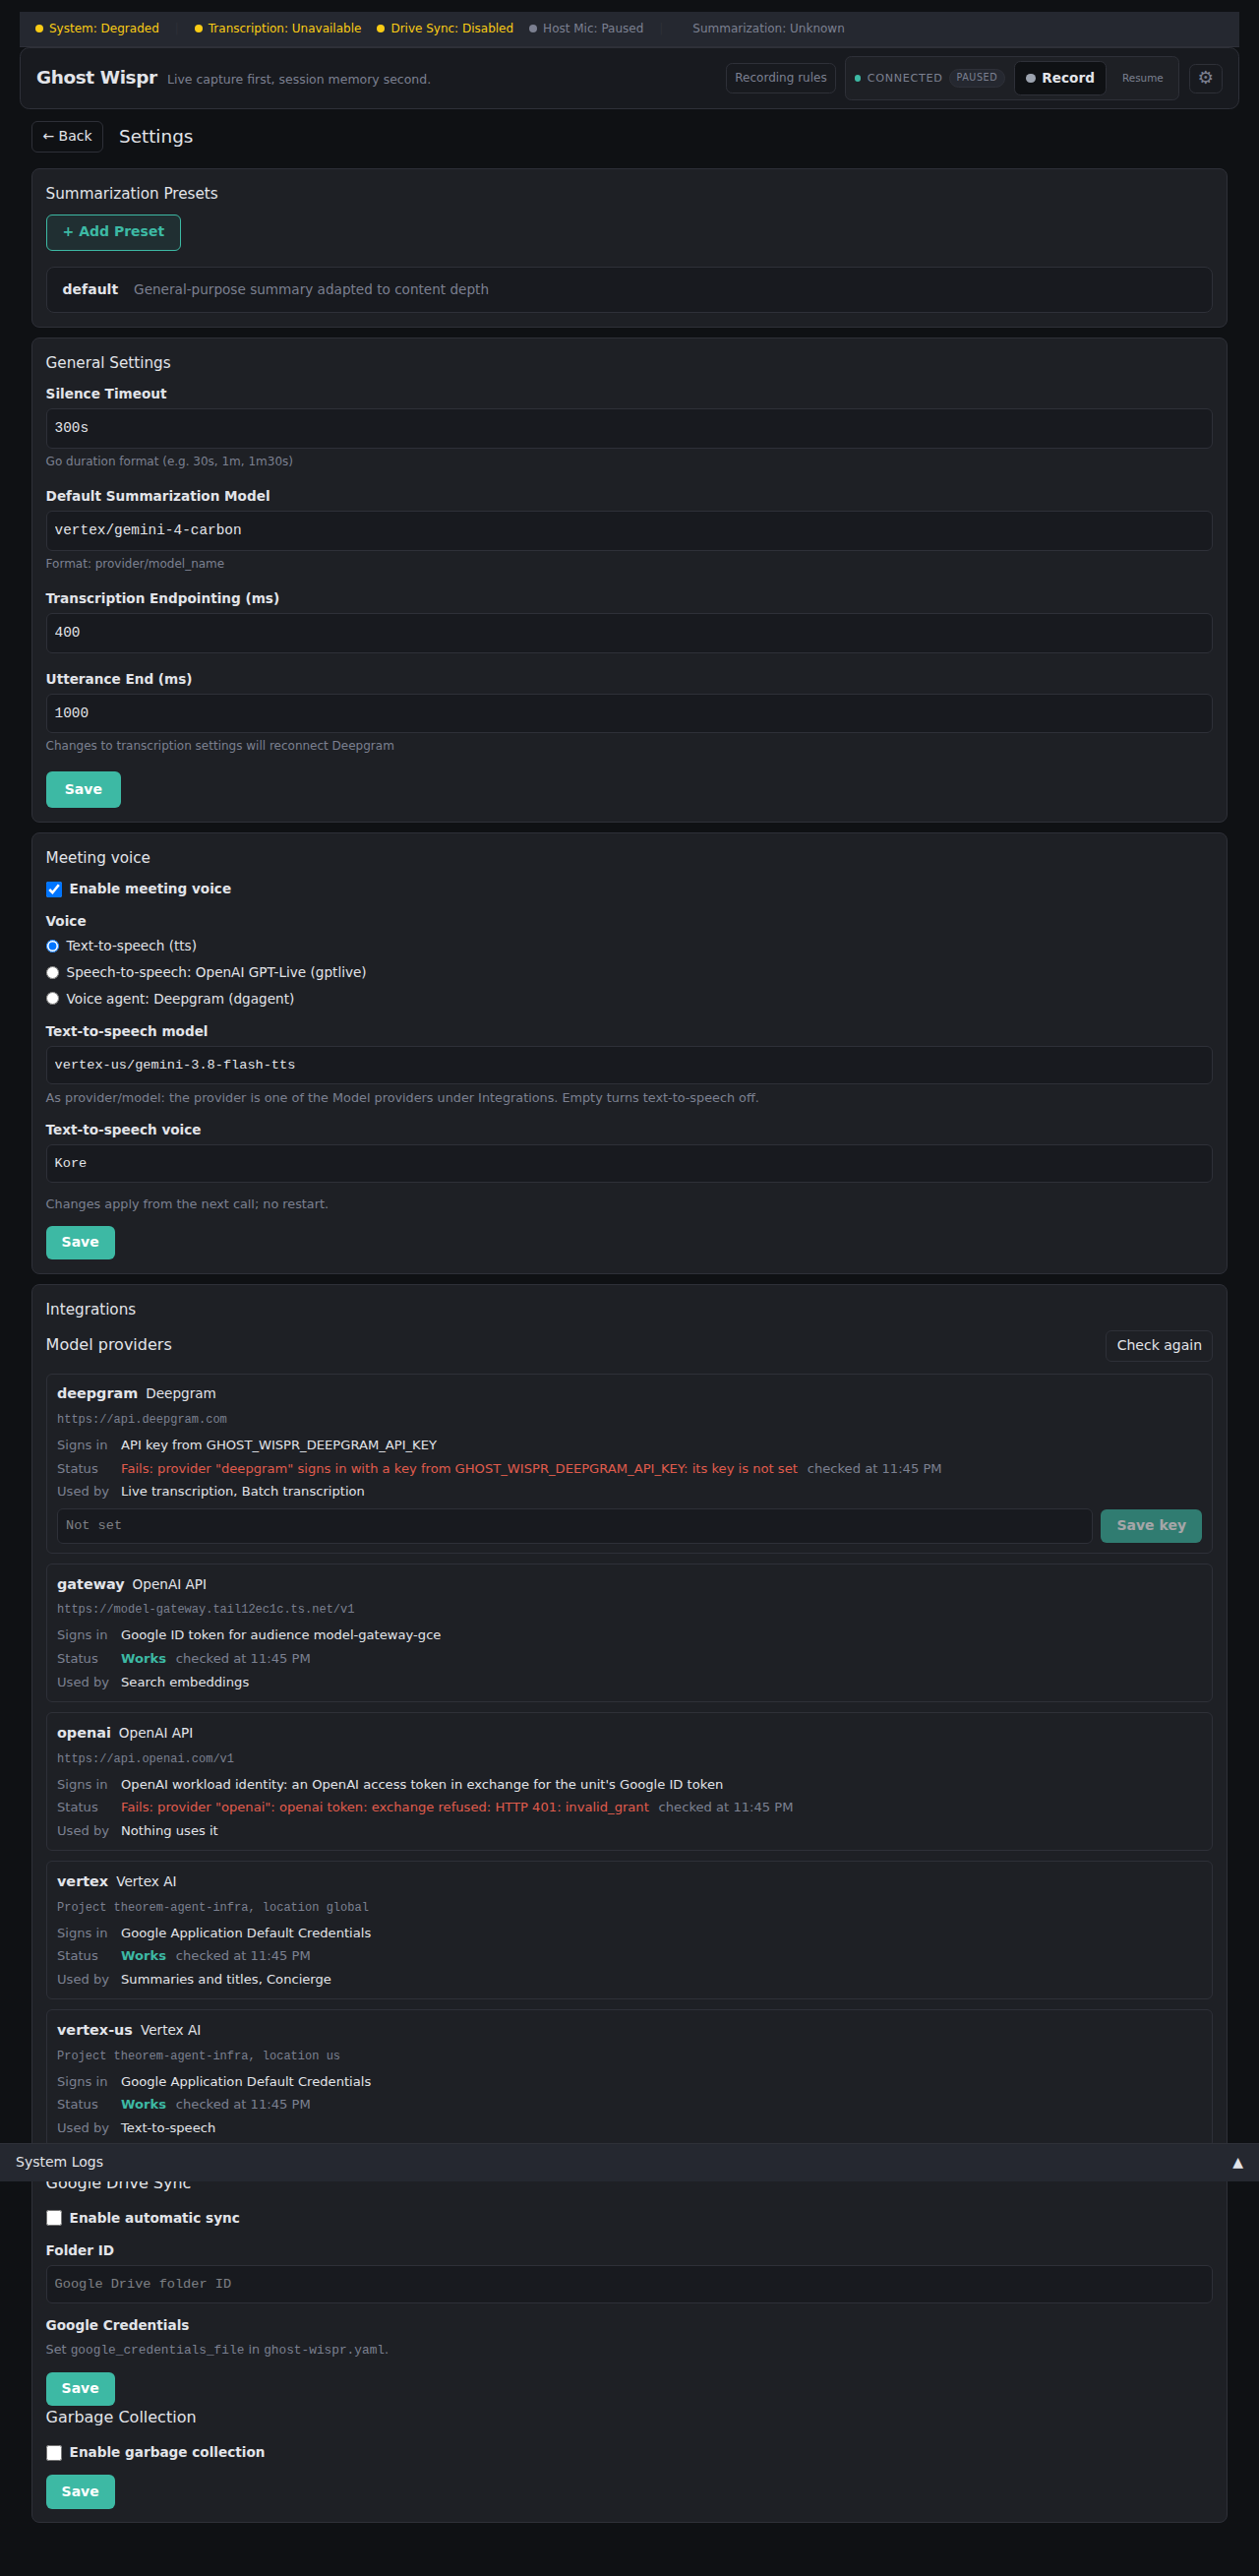 System: Degraded Transcription: Unavailable Drive Sync: Disabled Host Mic: Paused Summarization: Unknown
Ghost Wispr Live capture first, session memory second. Recording rules CONNECTED PAUSED Record Resume
← Back Settings
Summarization Presets
+ Add Preset
default General-purpose summary adapted to content depth
General Settings
Silence Timeout
300s
Go duration format (e.g. 30s, 1m, 1m30s)
Default Summarization Model
vertex/gemini-4-carbon
Format: provider/model_name
Transcription Endpointing (ms)
400
Utterance End (ms)
1000
Changes to transcription settings will reconnect Deepgram
Save
Meeting voice
Enable meeting voice
Voice
Text-to-speech (tts)
Speech-to-speech: OpenAI GPT-Live (gptlive)
Voice agent: Deepgram (dgagent)
Text-to-speech model
vertex-us/gemini-3.8-flash-tts
As provider/model: the provider is one of the Model providers under Integrations. Empty turns text-to-speech off.
Text-to-speech voice
Kore
Changes apply from the next call; no restart.
Save
Integrations
Model providers Check again
deepgram Deepgram
https://api.deepgram.com
Signs in API key from GHOST_WISPR_DEEPGRAM_API_KEY
Status Fails: provider "deepgram" signs in with a key from GHOST_WISPR_DEEPGRAM_API_KEY: its key is not set checked at 11:45 PM
Used by Live transcription, Batch transcription
Not set Save key
gateway OpenAI API
https://model-gateway.tail12ec1c.ts.net/v1
Signs in Google ID token for audience model-gateway-gce
Status Works checked at 11:45 PM
Used by Search embeddings
openai OpenAI API
https://api.openai.com/v1
Signs in OpenAI workload identity: an OpenAI access token in exchange for the unit's Google ID token
Status Fails: provider "openai": openai token: exchange refused: HTTP 401: invalid_grant checked at 11:45 PM
Used by Nothing uses it
vertex Vertex AI
Project theorem-agent-infra, location global
Signs in Google Application Default Credentials
Status Works checked at 11:45 PM
Used by Summaries and titles, Concierge
vertex-us Vertex AI
Project theorem-agent-infra, location us
Signs in Google Application Default Credentials
Status Works checked at 11:45 PM
Used by Text-to-speech
System Logs ▲
Google Drive Sync
Enable automatic sync
Folder ID
Google Drive folder ID
Google Credentials
Set google_credentials_file in ghost-wispr.yaml.
Save
Garbage Collection
Enable garbage collection
Save